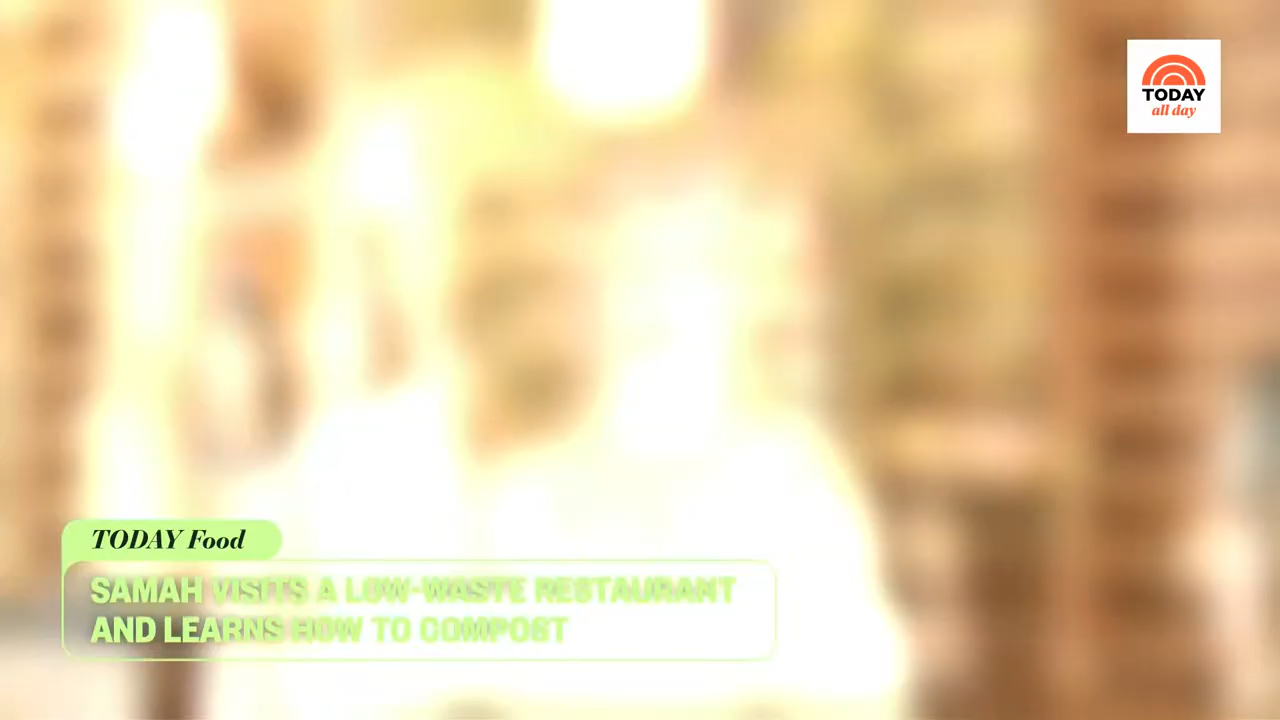 TODAY
all day
TODAY Food
SAMAH VISITS A LOW-WASTE RESTAURANT
AND LEARNS HOW TO COMPOST